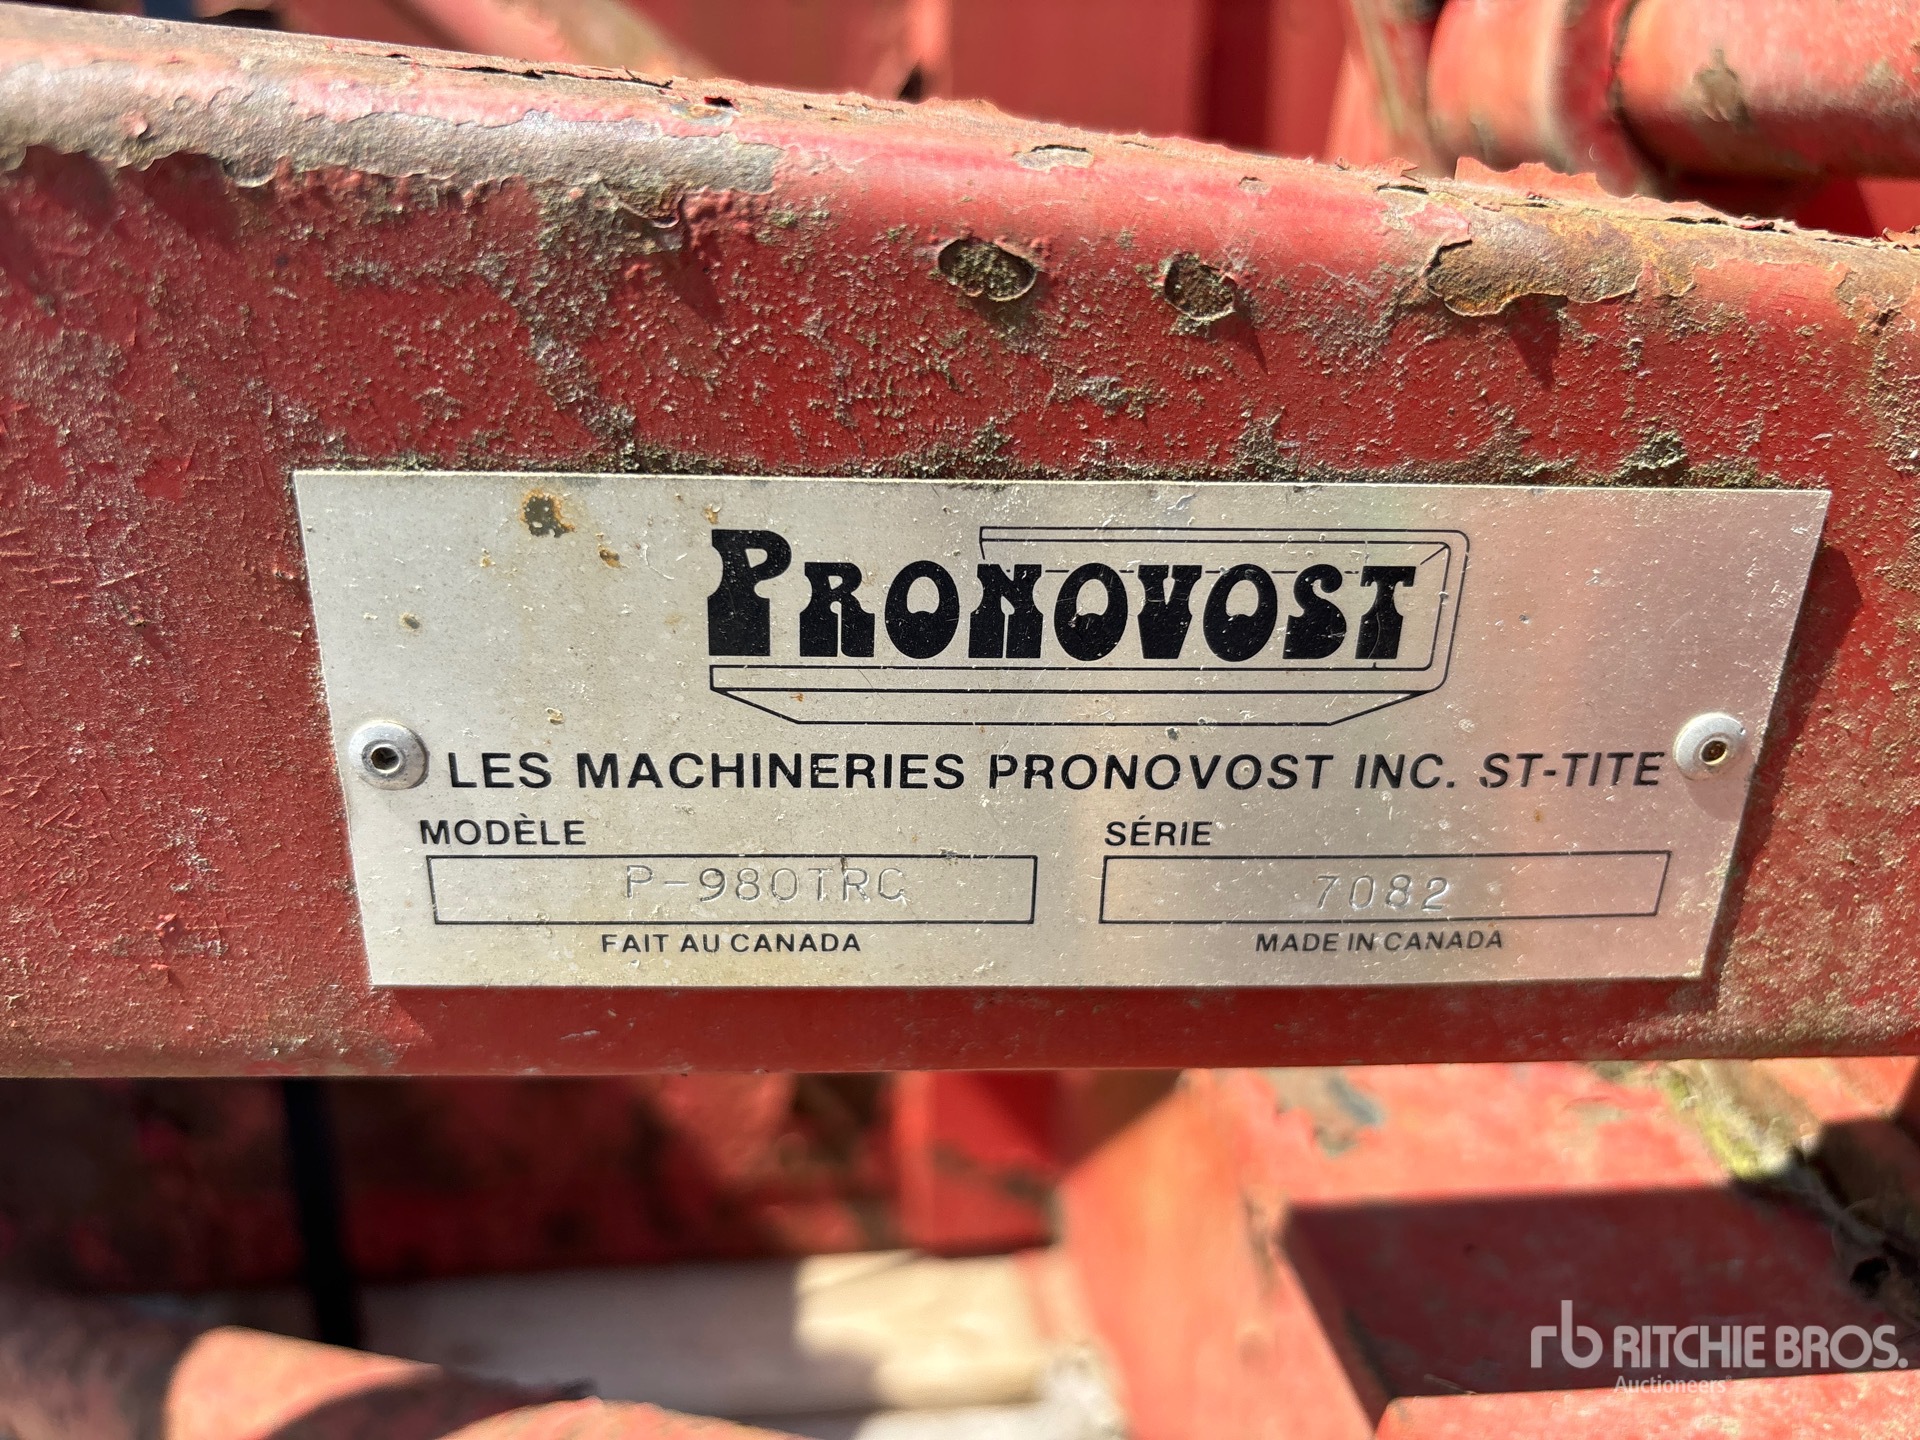 PRONOVOST
LES MACHINERIES PRONOVOST INC. ST-TITE
MODÈLE SÉRIE
P-980TRC 7082
FAIT AU CANADA MADE IN CANADA
rb RITCHIE BROS.
Auctioneers